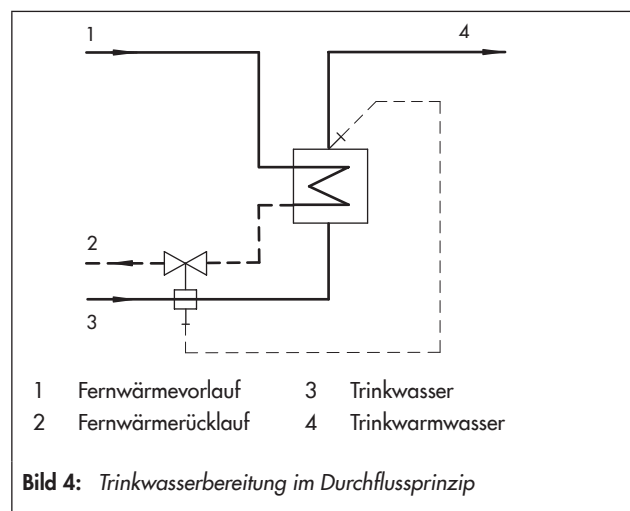 1
4
2
3
1 Fernwärmevorlauf 3 Trinkwasser
2 Fernwärmerücklauf 4 Trinkwarmwasser
Bild 4: Trinkwasserbereitung im Durchflussprinzip